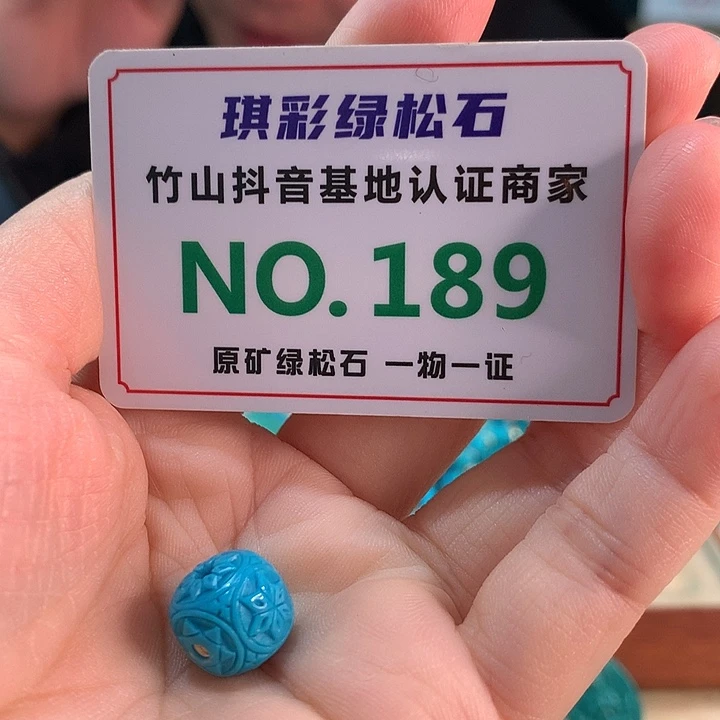 琪彩绿松石
竹山抖音基地认证商家
NO.189
原矿绿松石 一物一证